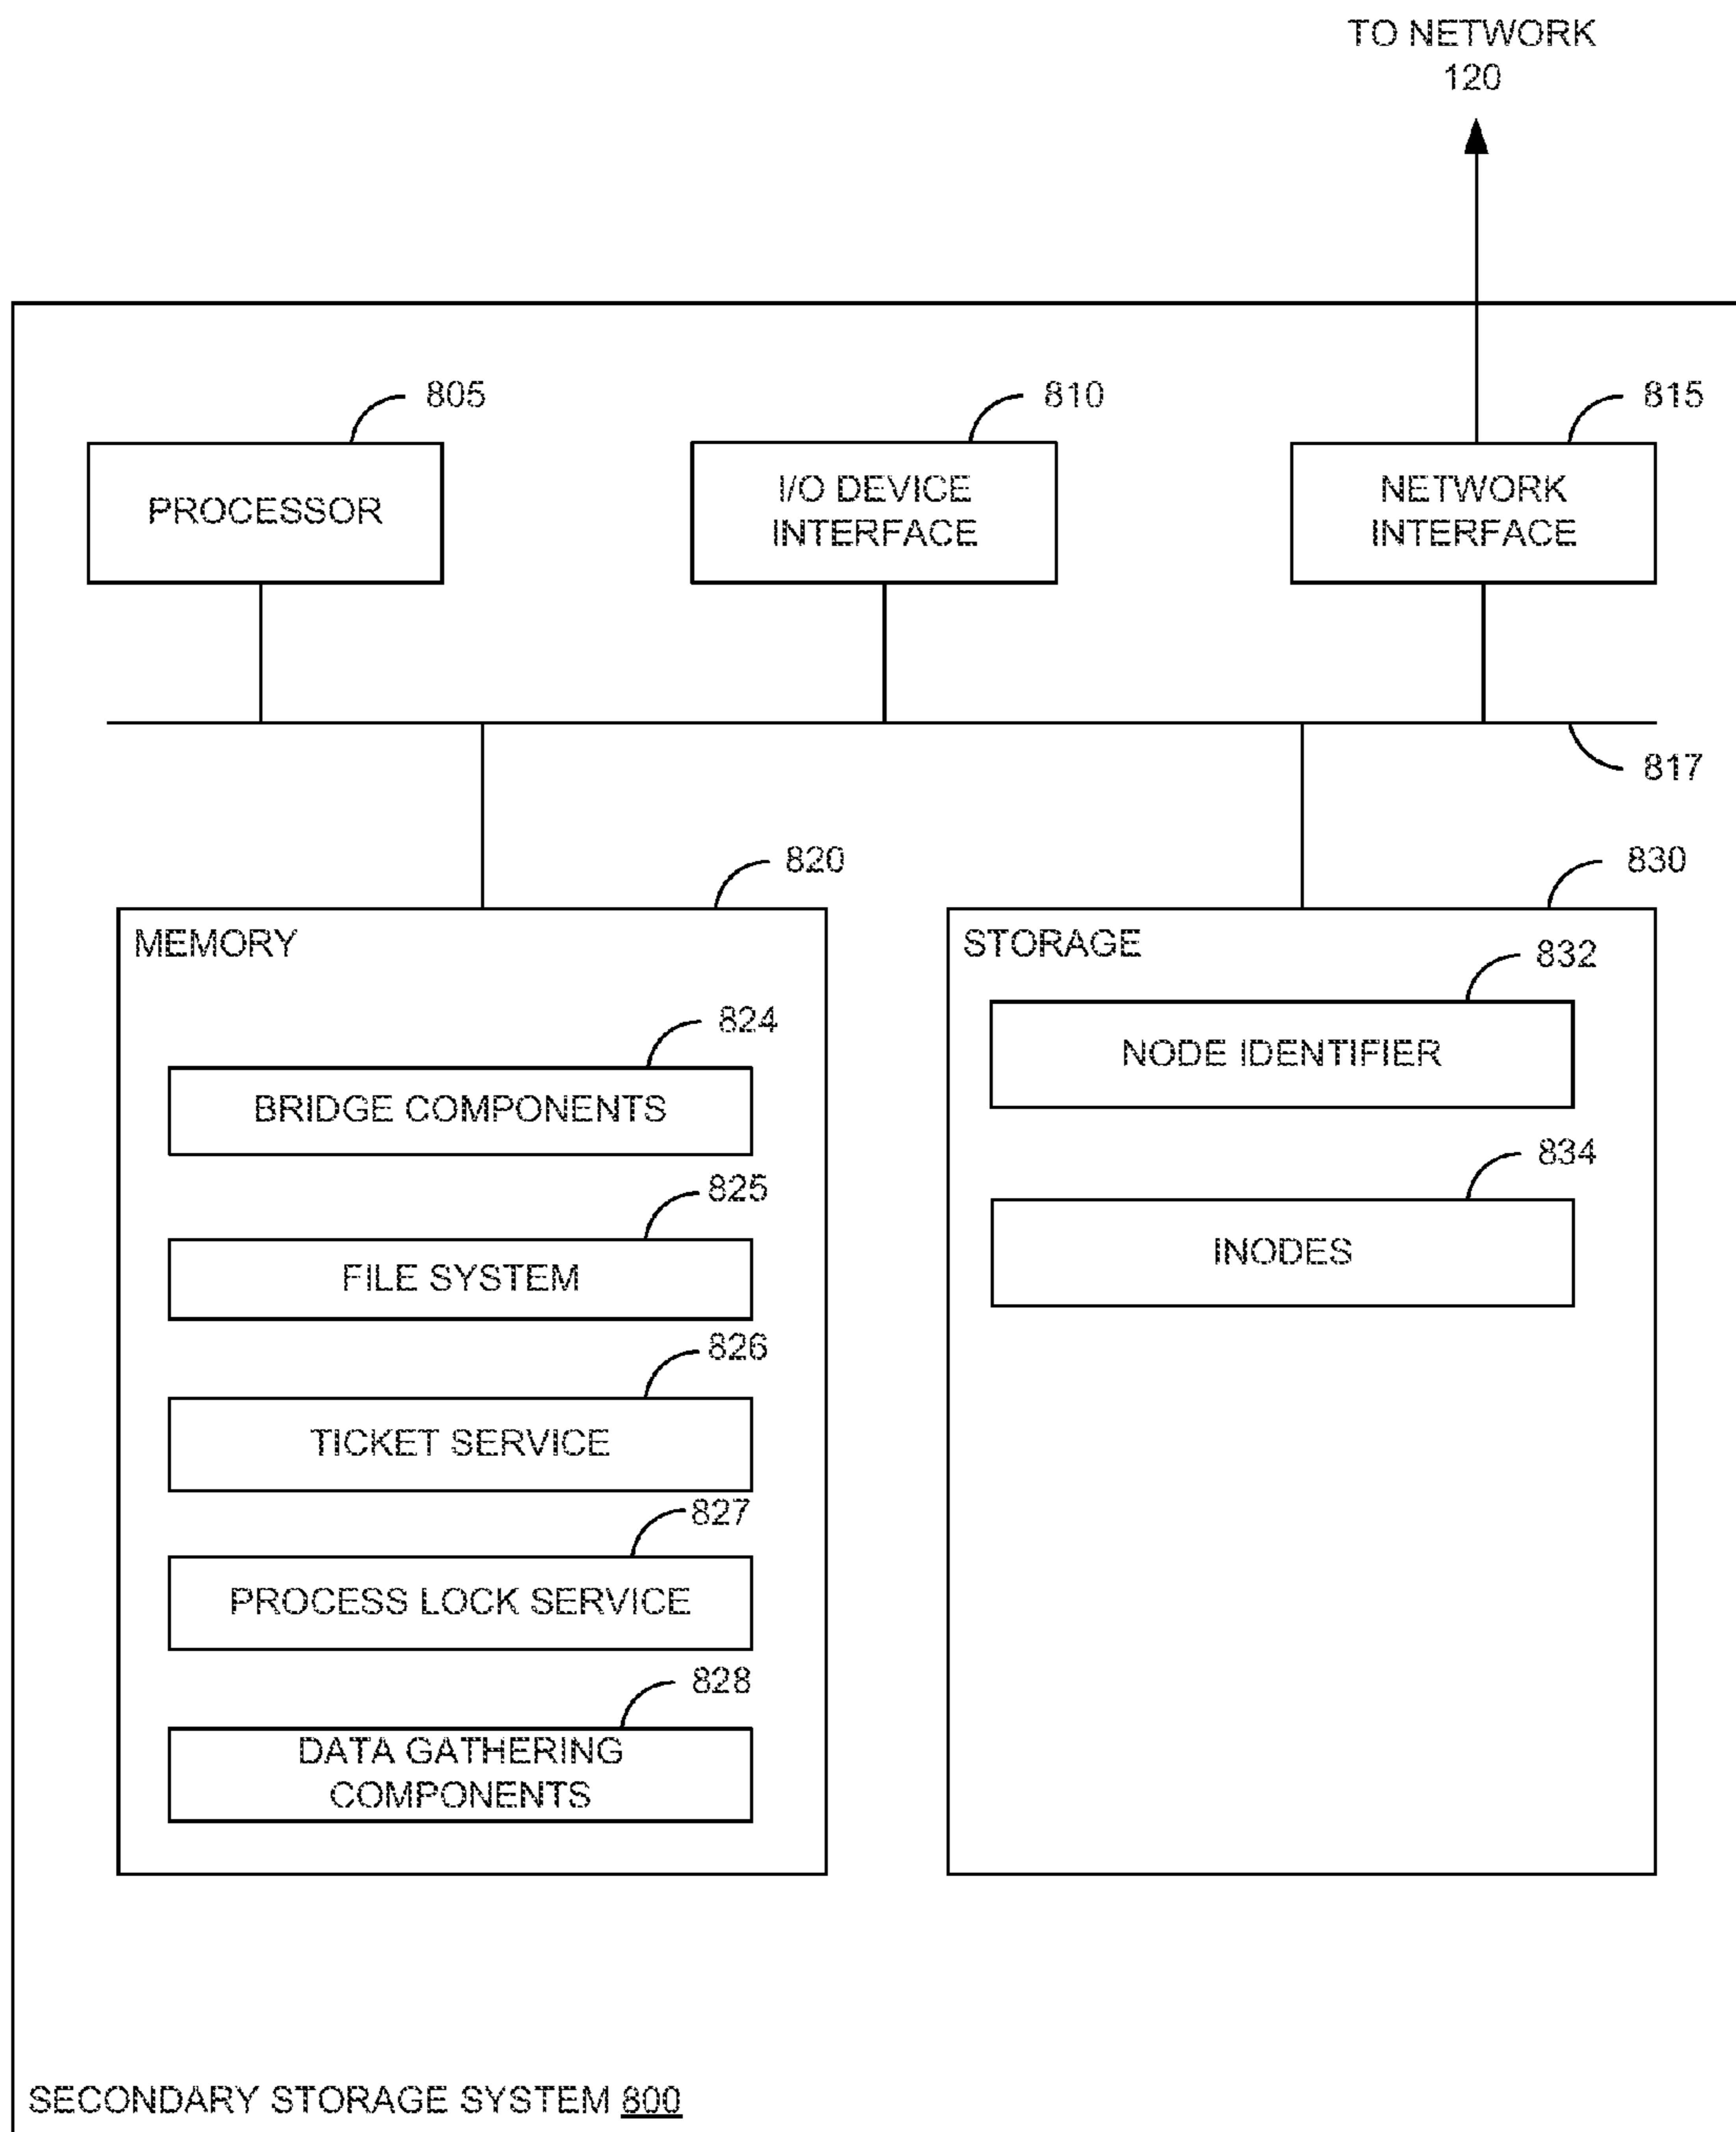 TO NETWORK
120
805
810
815
PROCESSOR
I/O DEVICE
INTERFACE
NETWORK
INTERFACE
817
820
830
MEMORY
STORAGE
832
NODE IDENTIFIER
824
BRIDGE COMPONENTS
834
INODES
825
FILE SYSTEM
826
TICKET SERVICE
827
PROCESS LOCK SERVICE
828
DATA GATHERING
COMPONENTS
SECONDARY STORAGE SYSTEM 800